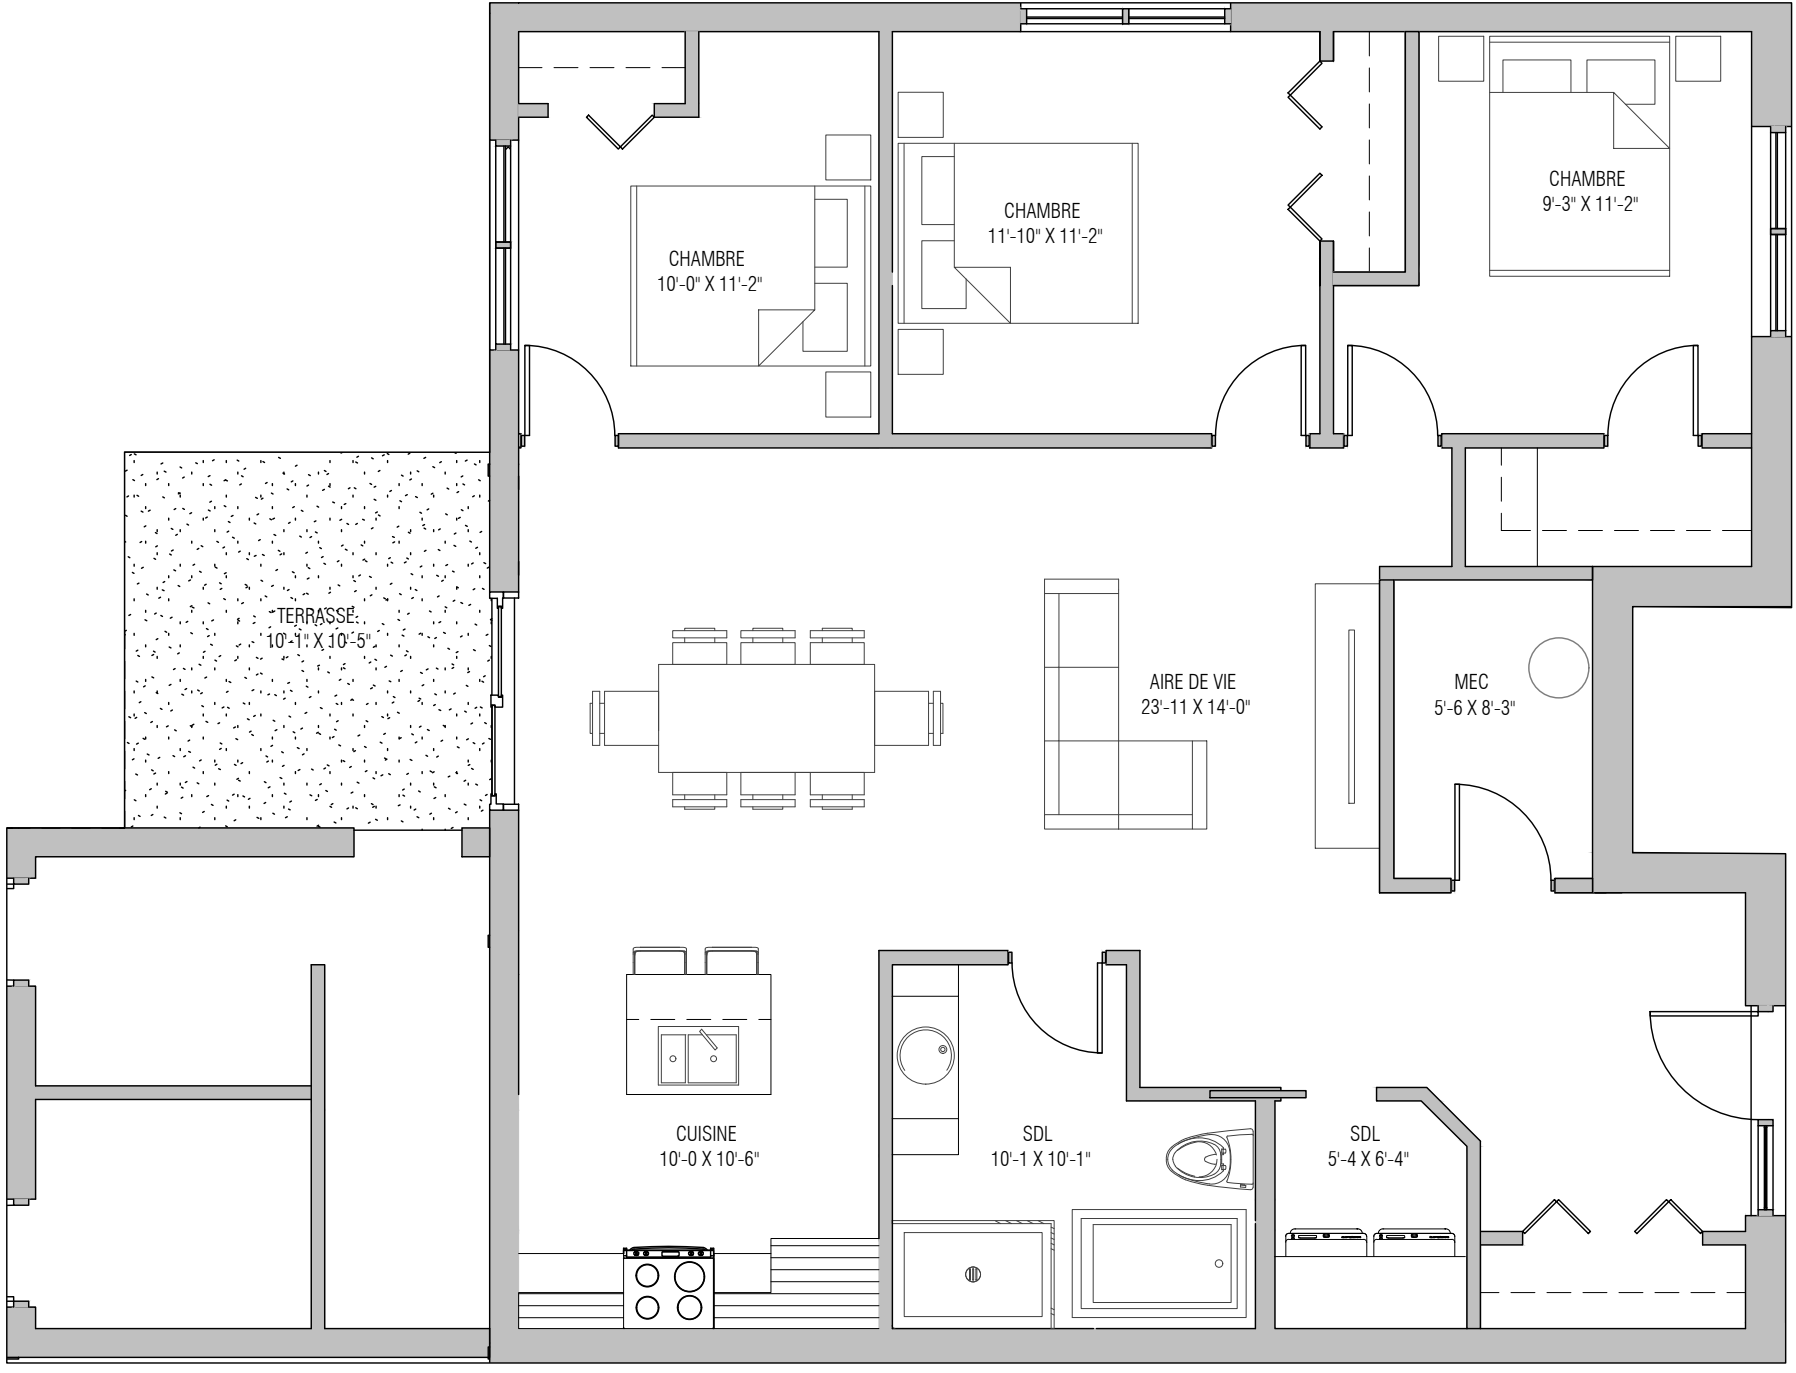 CHAMBRE
9'-3" X 11'-2"
CHAMBRE
11'-10" X 11'-2"
CHAMBRE
10'-0" X 11'-2"
TERRASSE
10'-1" X 10'-5"
AIRE DE VIE
23'-11 X 14'-0"
MEC
5'-6 X 8'-3"
CUISINE
10'-0 X 10'-6"
SDL
10'-1 X 10'-1"
SDL
5'-4 X 6'-4"